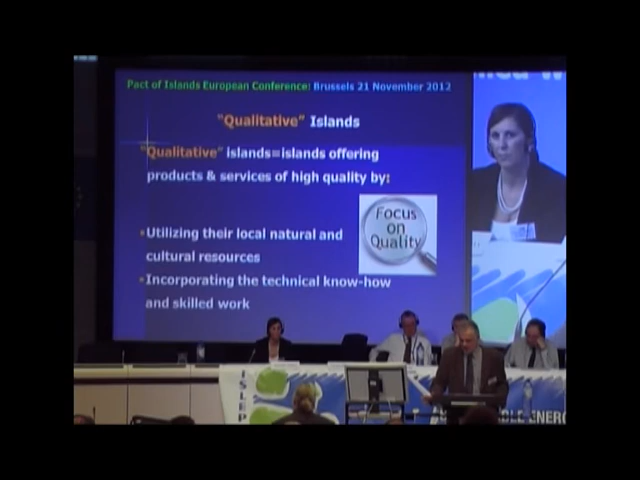 Pact of Islands European Conference: Brussels 21 November 2012
"Qualitative" Islands
"Qualitative" islands=islands offering
products & services of high quality by:
Focus
on
Quality
•Utilizing their local natural and
cultural resources
•Incorporating the technical know-how
and skilled work
ISLEP
ENERG